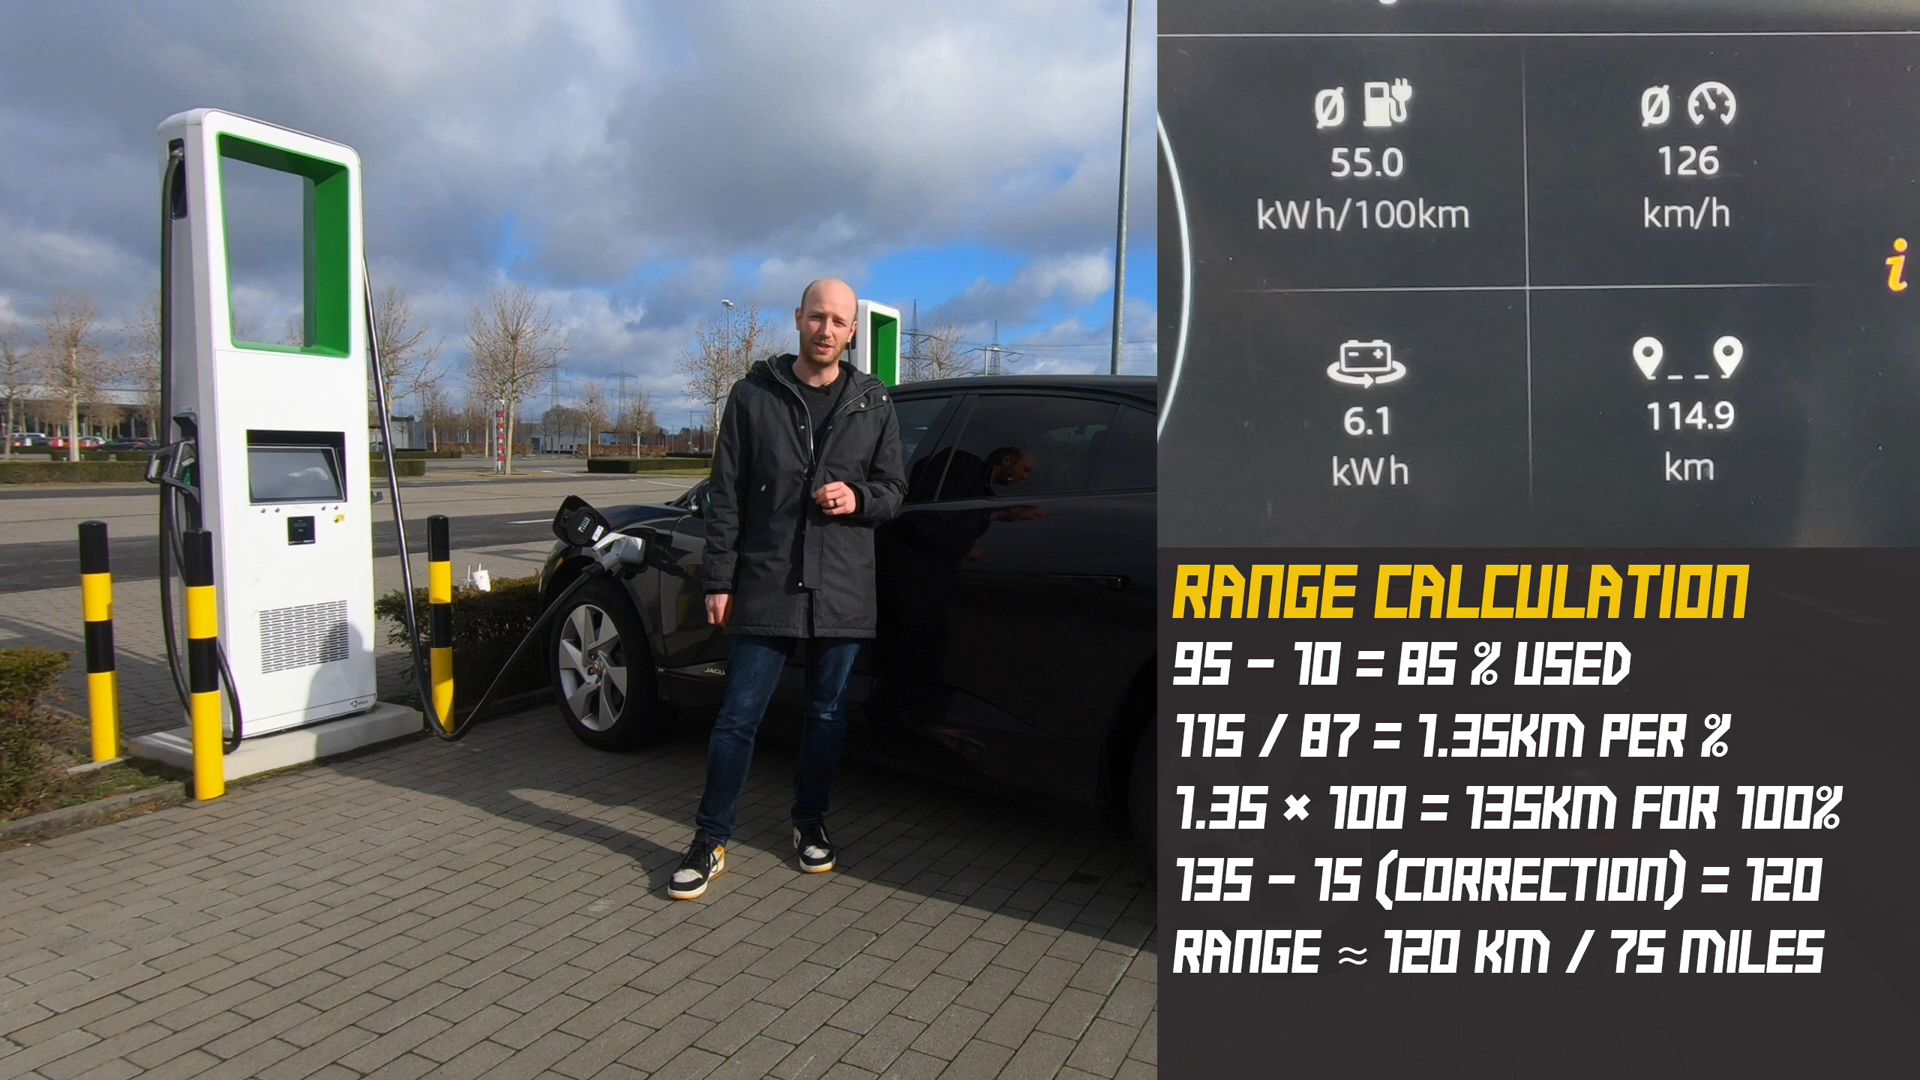 Ø
55.0
kWh/100km
Ø
126
km/h
i
6.1
kWh
114.9
km
RANGE CALCULATION
95 - 10 = 85 % USED
115 / 87 = 1.35KM PER %
1.35 × 100 = 135KM FOR 100%
135 - 15 (CORRECTION) = 120
RANGE ≈ 120 KM / 75 MILES
JAGU